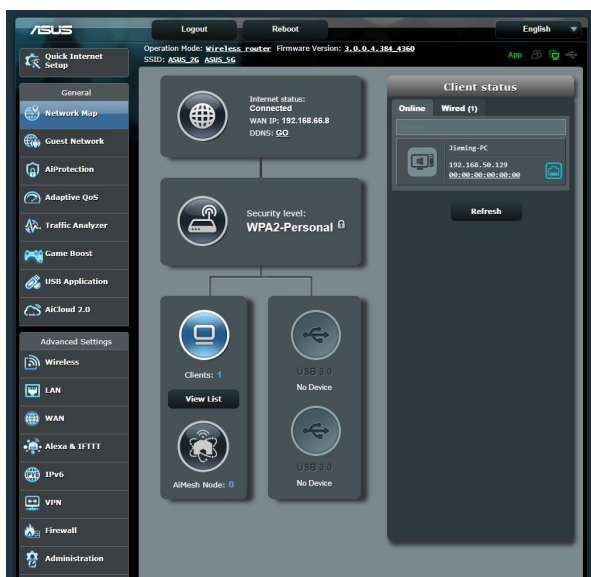 ASUS
Logout
Reboot
English
Quick Internet
Setup
Operation Mode: Wireless router Firmware Version: 3.0.0.4.384_4360
SSID: ASUS_2G ASUS_5G
App
General
Network Map
Guest Network
AiProtection
Adaptive QoS
Traffic Analyzer
Game Boost
USB Application
AiCloud 2.0
Advanced Settings
Wireless
LAN
WAN
Alexa & IFTTT
IPv6
VPN
Firewall
Administration
Internet status:
Connected
WAN IP: 192.168.66.8
DDNS: GO
Security level:
WPA2-Personal
Clients: 1
View List
AiMesh Node: 0
USB 3.0
No Device
USB 3.0
No Device
Client status
Online Wired (1)
Jieming-PC
192.168.50.129
00:00:00:00:00:00
Refresh